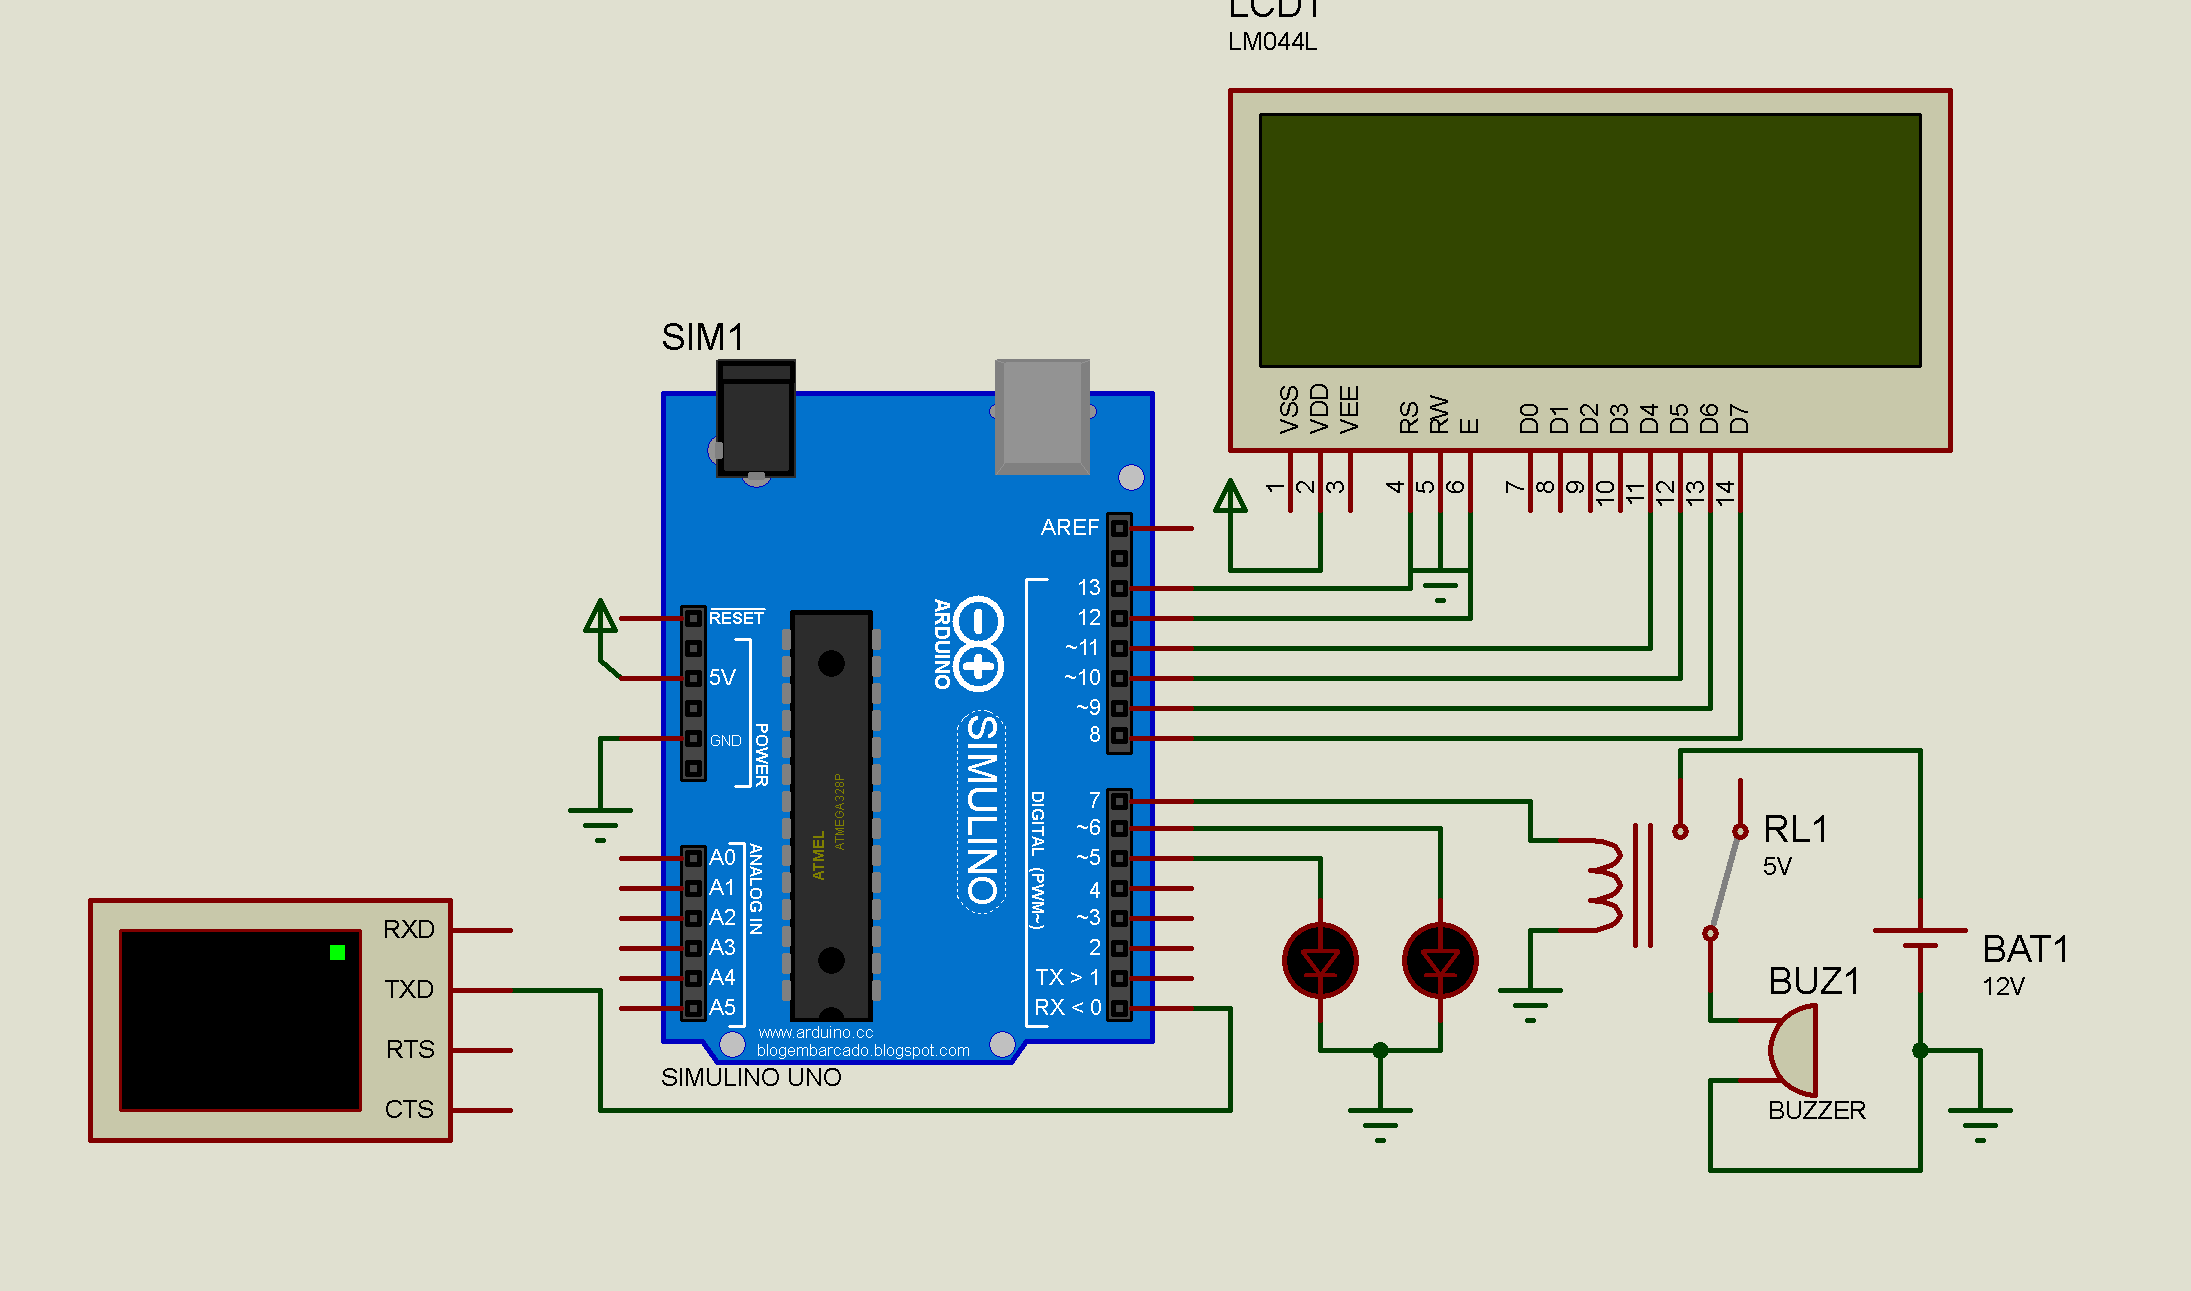 LCD1
LM044L
VSS
VDD
VEE
RS
RW
E
D0
D1
D2
D3
D4
D5
D6
D7
1
2
3
4
5
6
7
8
9
10
11
12
13
14
SIM1
AREF
13
12
~11
~10
~9
8
7
~6
~5
4
~3
2
TX > 1
RX < 0
RESET
5V
GND
POWER
A0
A1
A2
A3
A4
A5
ANALOG IN
ATMEL
ATMEGA328P
ARDUINO
SIMULINO
DIGITAL (PWM~)
www.arduino.cc
blogembarcado.blogspot.com
SIMULINO UNO
RXD
TXD
RTS
CTS
RL1
5V
BAT1
12V
BUZ1
BUZZER